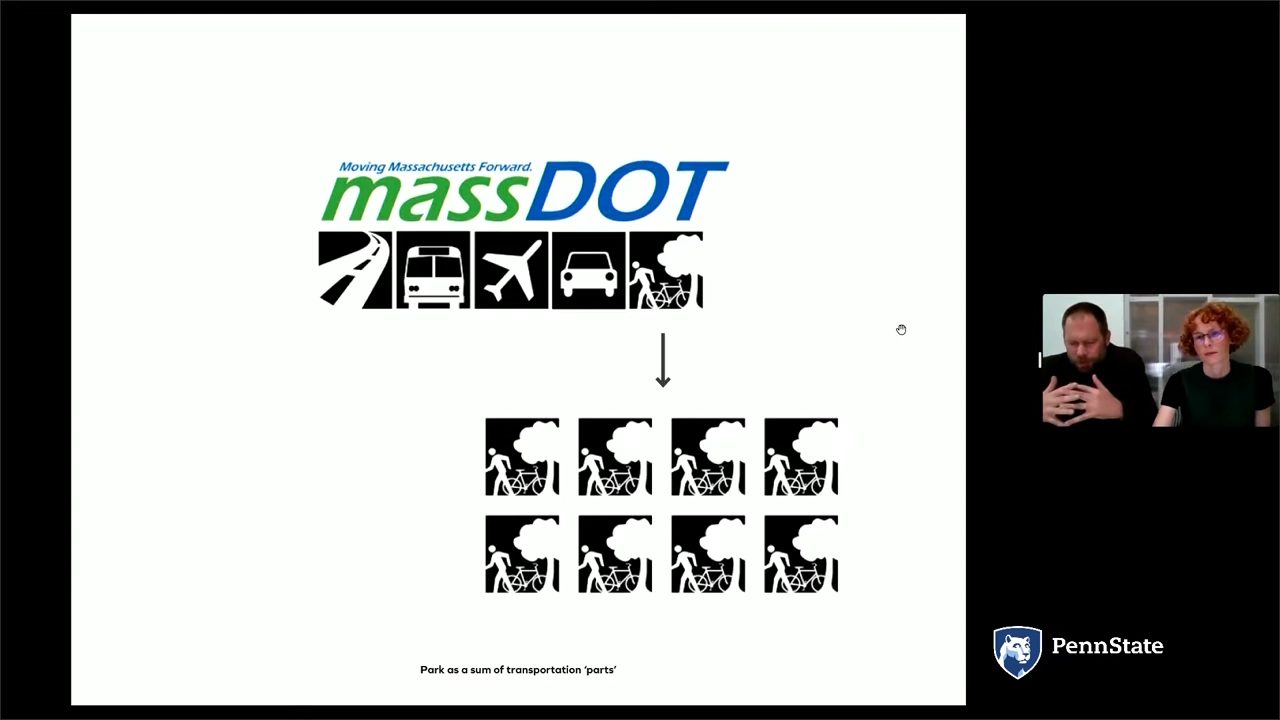 Moving Massachusetts Forward.
massDOT
Park as a sum of transportation ‘parts’
PennState